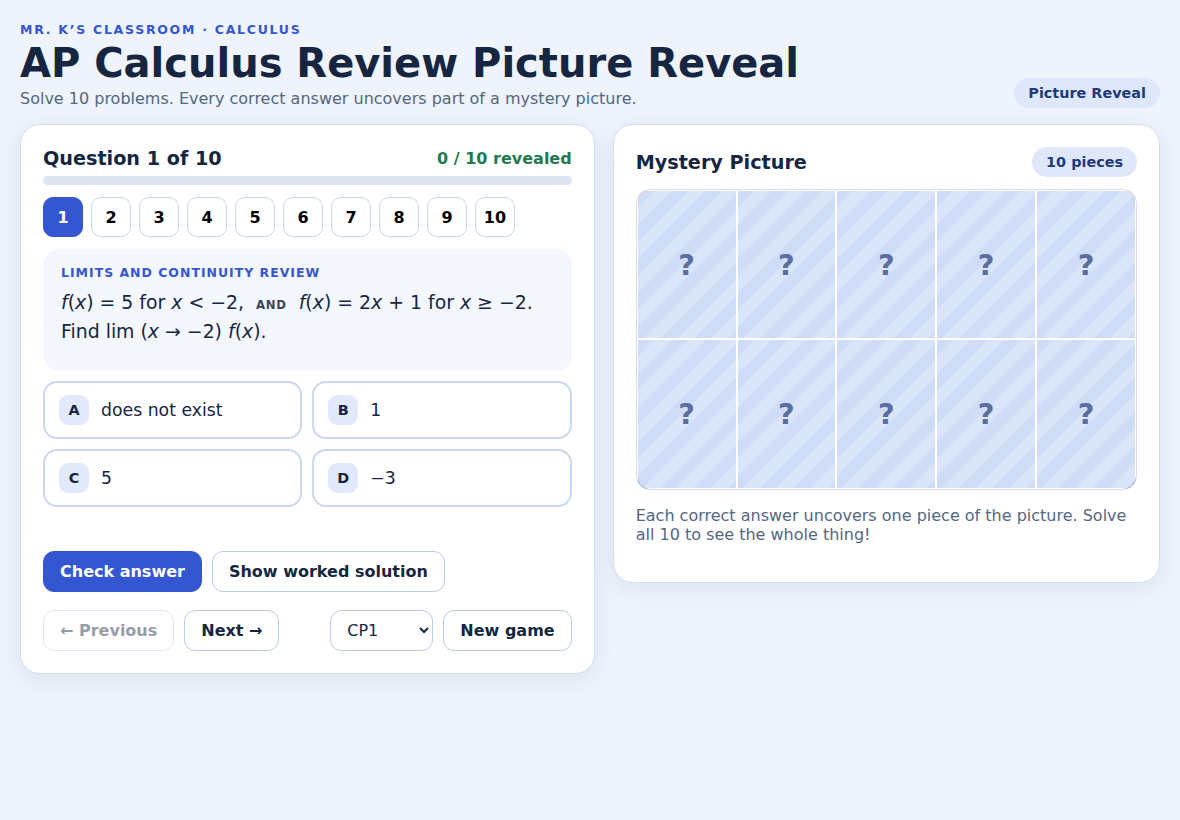 MR. K'S CLASSROOM · CALCULUS
AP Calculus Review Picture Reveal
Solve 10 problems. Every correct answer uncovers part of a mystery picture.
Picture Reveal
Question 1 of 10
0 / 10 revealed
1 2 3 4 5 6 7 8 9 10
LIMITS AND CONTINUITY REVIEW
f(x) = 5 for x < −2, AND f(x) = 2x + 1 for x ≥ −2.
Find lim (x → −2) f(x).
A does not exist
B 1
C 5
D −3
Check answer
Show worked solution
← Previous
Next →
CP1
New game
Mystery Picture
10 pieces
? ? ? ? ?
? ? ? ? ?
Each correct answer uncovers one piece of the picture. Solve
all 10 to see the whole thing!